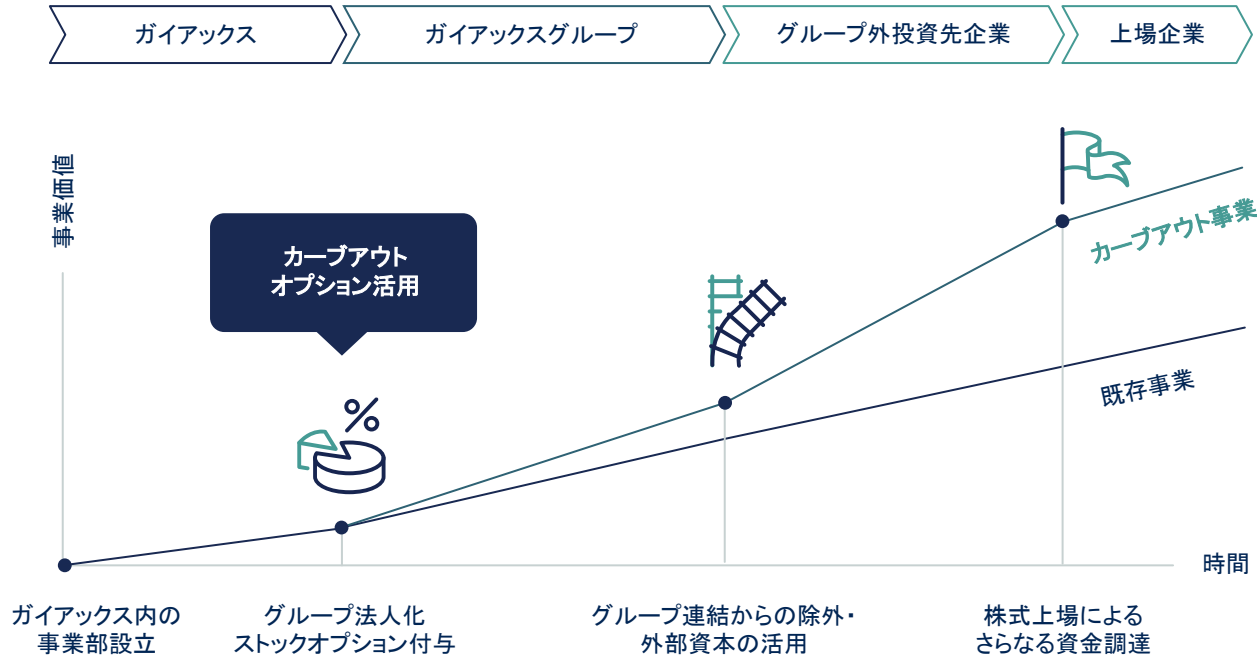 ガイアックス
ガイアックスグループ
グループ外投資先企業
上場企業
事業価値
カーブアウト
オプション活用
%
カーブアウト事業
既存事業
時間
ガイアックス内の
事業部設立
グループ法人化
ストックオプション付与
グループ連結からの除外・
外部資本の活用
株式上場による
さらなる資金調達